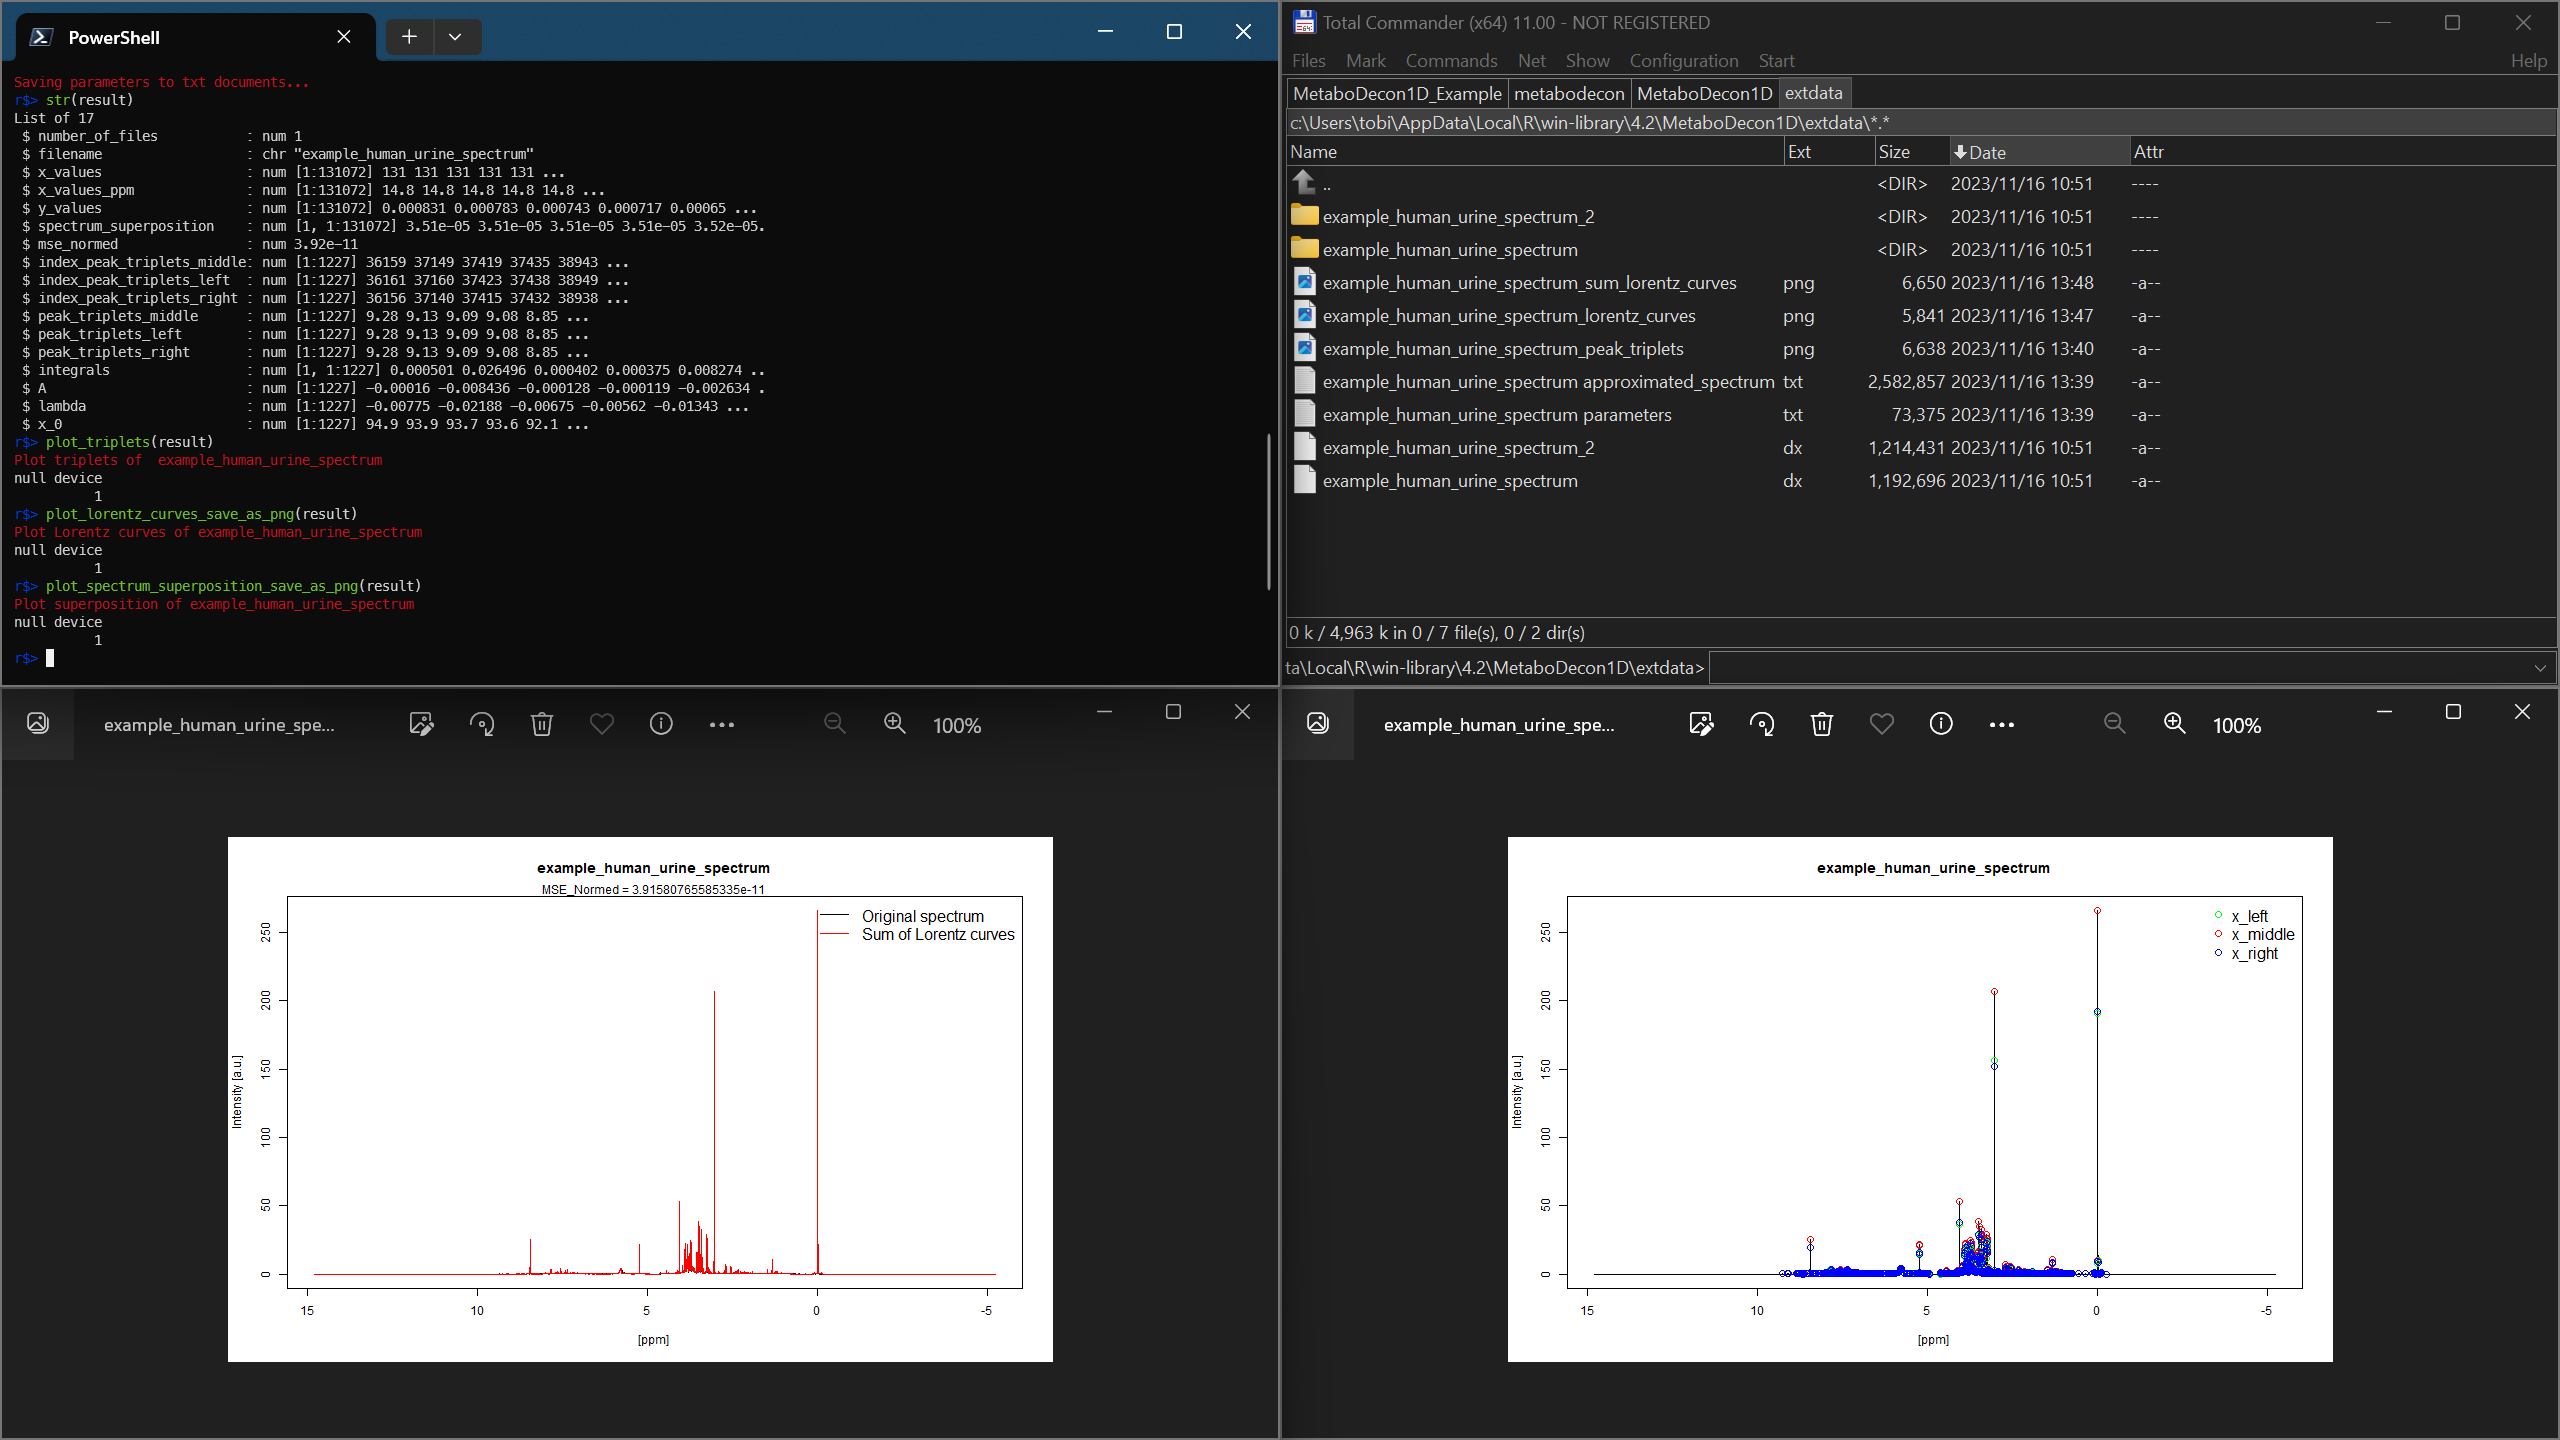 PowerShell
Saving parameters to txt documents...
r$> str(result)
List of 17
 $ number_of_files           : num 1
 $ filename                  : chr "example_human_urine_spectrum"
 $ x_values                  : num [1:131072] 131 131 131 131 131 ...
 $ x_values_ppm              : num [1:131072] 14.8 14.8 14.8 14.8 14.8 ...
 $ y_values                  : num [1:131072] 0.000831 0.000783 0.000743 0.000717 0.00065 ...
 $ spectrum_superposition    : num [1, 1:131072] 3.51e-05 3.51e-05 3.51e-05 3.51e-05 3.52e-05.
 $ mse_normed                : num 3.92e-11
 $ index_peak_triplets_middle: num [1:1227] 36159 37149 37419 37435 38943 ...
 $ index_peak_triplets_left  : num [1:1227] 36161 37160 37423 37438 38949 ...
 $ index_peak_triplets_right : num [1:1227] 36156 37140 37415 37432 38938 ...
 $ peak_triplets_middle      : num [1:1227] 9.28 9.13 9.09 9.08 8.85 ...
 $ peak_triplets_left        : num [1:1227] 9.28 9.13 9.09 9.08 8.85 ...
 $ peak_triplets_right       : num [1:1227] 9.28 9.13 9.09 9.08 8.85 ...
 $ integrals                 : num [1, 1:1227] 0.000501 0.026496 0.000402 0.000375 0.008274 ..
 $ A                         : num [1:1227] -0.00016 -0.008436 -0.000128 -0.000119 -0.002634 .
 $ lambda                    : num [1:1227] -0.00775 -0.02188 -0.00675 -0.00562 -0.01343 ...
 $ x_0                       : num [1:1227] 94.9 93.9 93.7 93.6 92.1 ...
r$> plot_triplets(result)
Plot triplets of  example_human_urine_spectrum
null device
          1
r$> plot_lorentz_curves_save_as_png(result)
Plot Lorentz curves of example_human_urine_spectrum
null device
          1
r$> plot_spectrum_superposition_save_as_png(result)
Plot superposition of example_human_urine_spectrum
null device
          1
r$>
Total Commander (x64) 11.00 - NOT REGISTERED
Files Mark Commands Net Show Configuration Start Help
MetaboDecon1D_Example metabodecon MetaboDecon1D extdata
c:\Users\tobi\AppData\Local\R\win-library\4.2\MetaboDecon1D\extdata\*.*
Name Ext Size Date Attr
.. <DIR> 2023/11/16 10:51 ----
example_human_urine_spectrum_2 <DIR> 2023/11/16 10:51 ----
example_human_urine_spectrum <DIR> 2023/11/16 10:51 ----
example_human_urine_spectrum_sum_lorentz_curves png 6,650 2023/11/16 13:48 -a--
example_human_urine_spectrum_lorentz_curves png 5,841 2023/11/16 13:47 -a--
example_human_urine_spectrum_peak_triplets png 6,638 2023/11/16 13:40 -a--
example_human_urine_spectrum approximated_spectrum txt 2,582,857 2023/11/16 13:39 -a--
example_human_urine_spectrum parameters txt 73,375 2023/11/16 13:39 -a--
example_human_urine_spectrum_2 dx 1,214,431 2023/11/16 10:51 -a--
example_human_urine_spectrum dx 1,192,696 2023/11/16 10:51 -a--
0 k / 4,963 k in 0 / 7 file(s), 0 / 2 dir(s)
ta\Local\R\win-library\4.2\MetaboDecon1D\extdata>
example_human_urine_spe... 100%
example_human_urine_spectrum
MSE_Normed = 3.91580765585335e-11
Original spectrum
Sum of Lorentz curves
Intensity [a.u.]
250
200
150
100
50
0
15 10 5 0 -5
[ppm]
example_human_urine_spe... 100%
example_human_urine_spectrum
x_left
x_middle
x_right
Intensity [a.u.]
250
200
150
100
50
0
15 10 5 0 -5
[ppm]